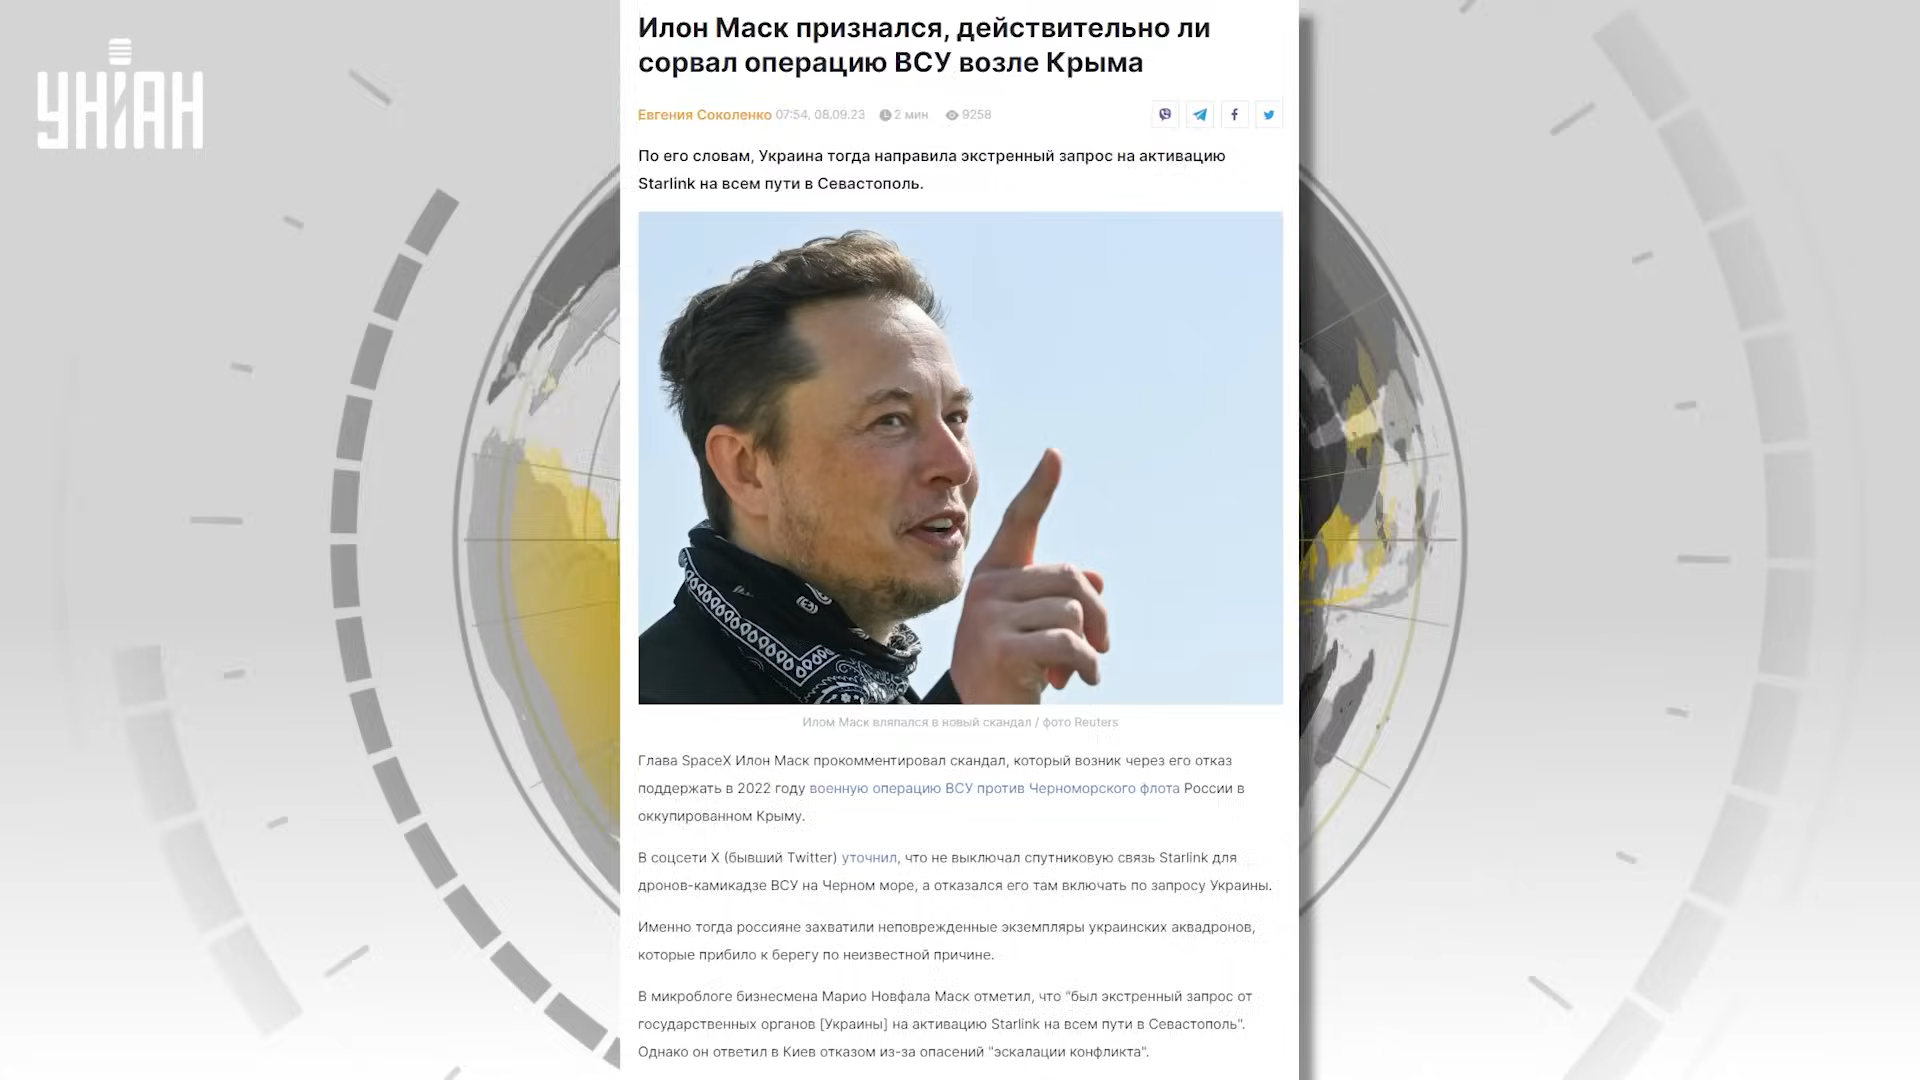 УНІАН
Илон Маск признался, действительно ли
сорвал операцию ВСУ возле Крыма
Евгения Соколенко 07:54, 08.09.23 2 мин 9258
По его словам, Украина тогда направила экстренный запрос на активацию
Starlink на всем пути в Севастополь.
Илом Маск вляпался в новый скандал / фото Reuters
Глава SpaceX Илон Маск прокомментировал скандал, который возник через его отказ
поддержать в 2022 году военную операцию ВСУ против Черноморского флота России в
оккупированном Крыму.
В соцсети X (бывший Twitter) уточнил, что не выключал спутниковую связь Starlink для
дронов-камикадзе ВСУ на Черном море, а отказался его там включать по запросу Украины.
Именно тогда россияне захватили неповрежденные экземпляры украинских аквадронов,
которые прибило к берегу по неизвестной причине.
В микроблоге бизнесмена Марио Новфала Маск отметил, что "был экстренный запрос от
государственных органов [Украины] на активацию Starlink на всем пути в Севастополь".
Однако он ответил в Киев отказом из-за опасений "эскалации конфликта".